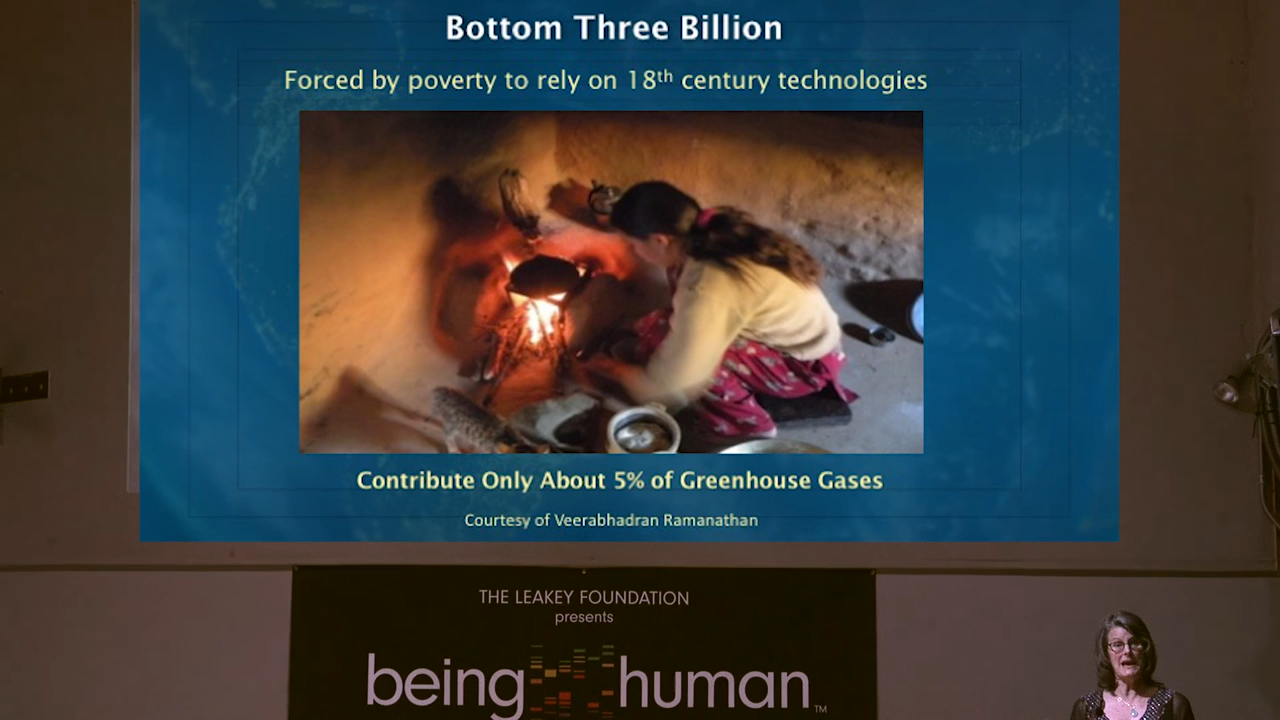 Bottom Three Billion
Forced by poverty to rely on 18th century technologies
Contribute Only About 5% of Greenhouse Gases
Courtesy of Veerabhadran Ramanathan
THE LEAKEY FOUNDATION
presents
being human™